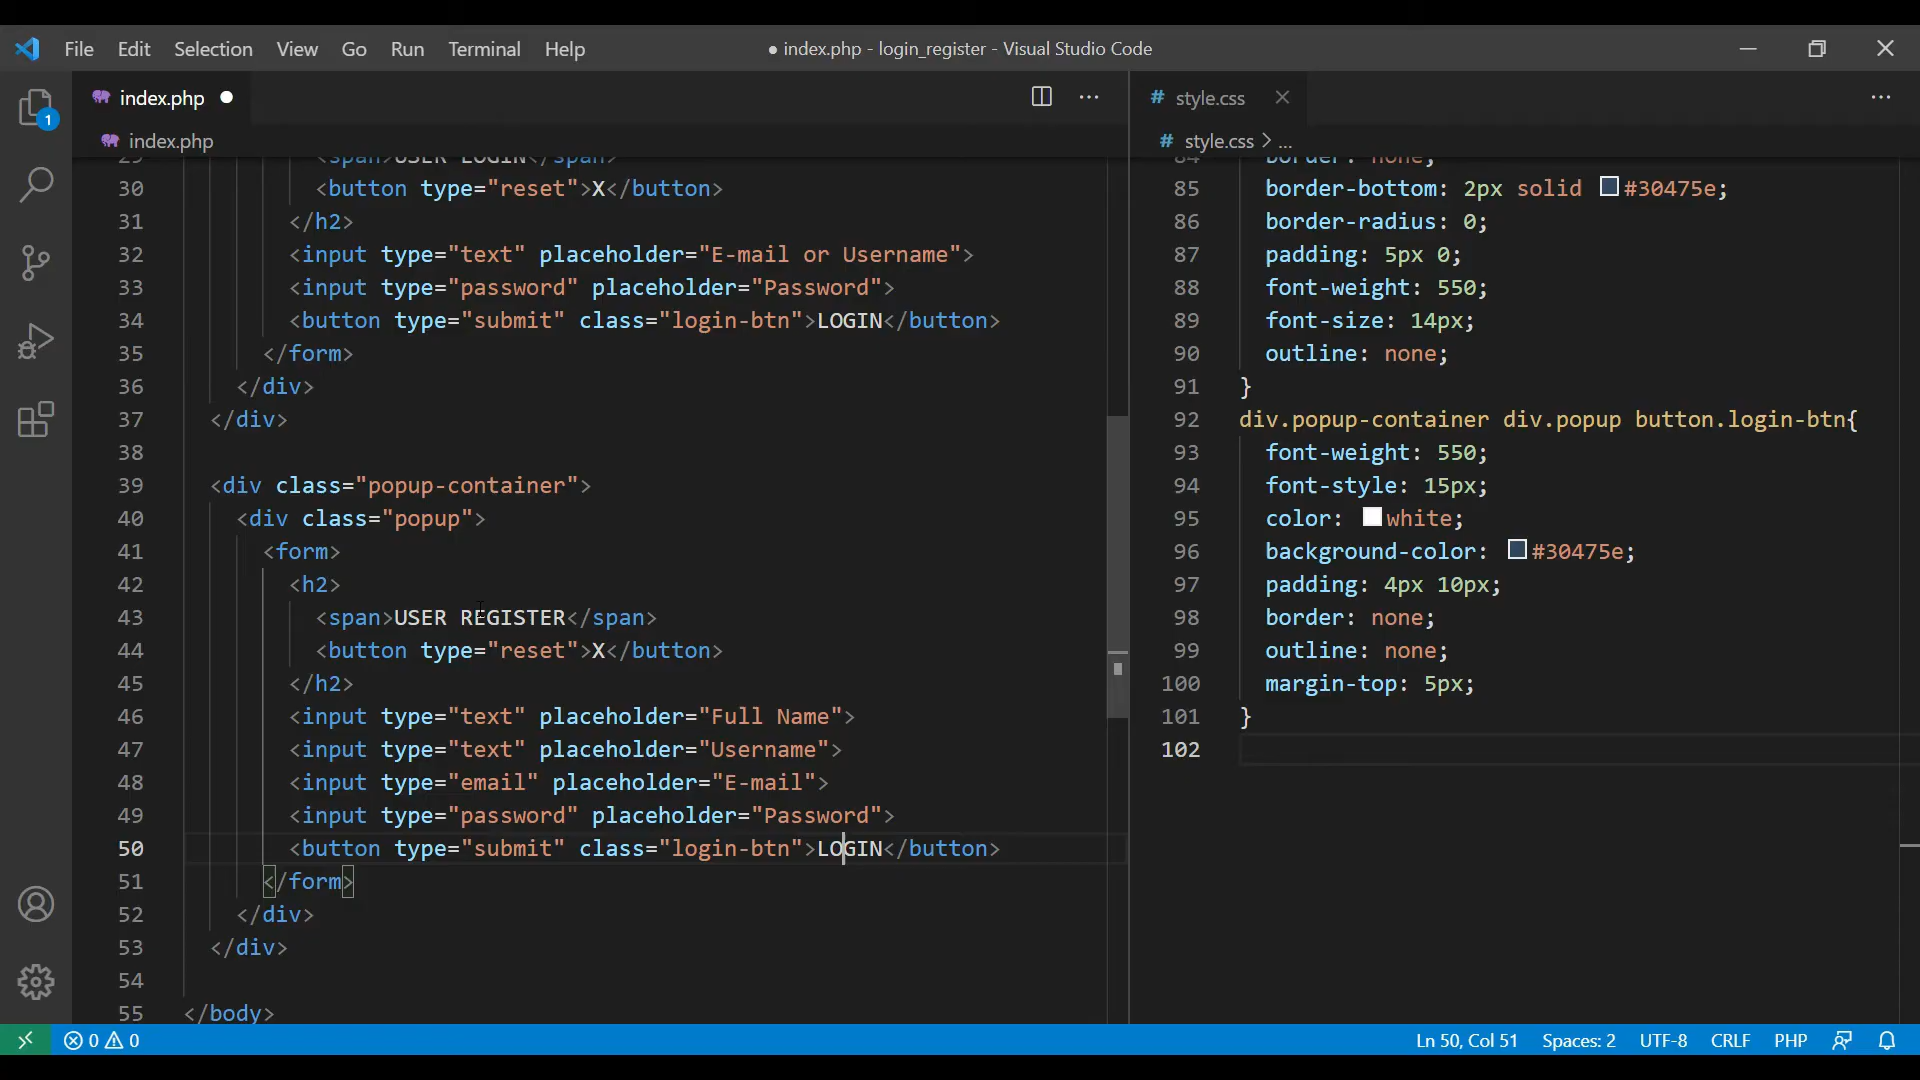 File Edit Selection View Go Run Terminal Help
● index.php - login_register - Visual Studio Code
index.php ●
# style.css
index.php
# style.css > ...
29 <span>USER LOGIN</span>
30 <button type="reset">X</button>
31 </h2>
32 <input type="text" placeholder="E-mail or Username">
33 <input type="password" placeholder="Password">
34 <button type="submit" class="login-btn">LOGIN</button>
35 </form>
36 </div>
37 </div>
38
39 <div class="popup-container">
40 <div class="popup">
41 <form>
42 <h2>
43 <span>USER REGISTER</span>
44 <button type="reset">X</button>
45 </h2>
46 <input type="text" placeholder="Full Name">
47 <input type="text" placeholder="Username">
48 <input type="email" placeholder="E-mail">
49 <input type="password" placeholder="Password">
50 <button type="submit" class="login-btn">LOGIN</button>
51 </form>
52 </div>
53 </div>
54
55 </body>
84 border: none;
85 border-bottom: 2px solid #30475e;
86 border-radius: 0;
87 padding: 5px 0;
88 font-weight: 550;
89 font-size: 14px;
90 outline: none;
91 }
92 div.popup-container div.popup button.login-btn{
93 font-weight: 550;
94 font-style: 15px;
95 color: white;
96 background-color: #30475e;
97 padding: 4px 10px;
98 border: none;
99 outline: none;
100 margin-top: 5px;
101 }
102
1
0 0
Ln 50, Col 51 Spaces: 2 UTF-8 CRLF PHP